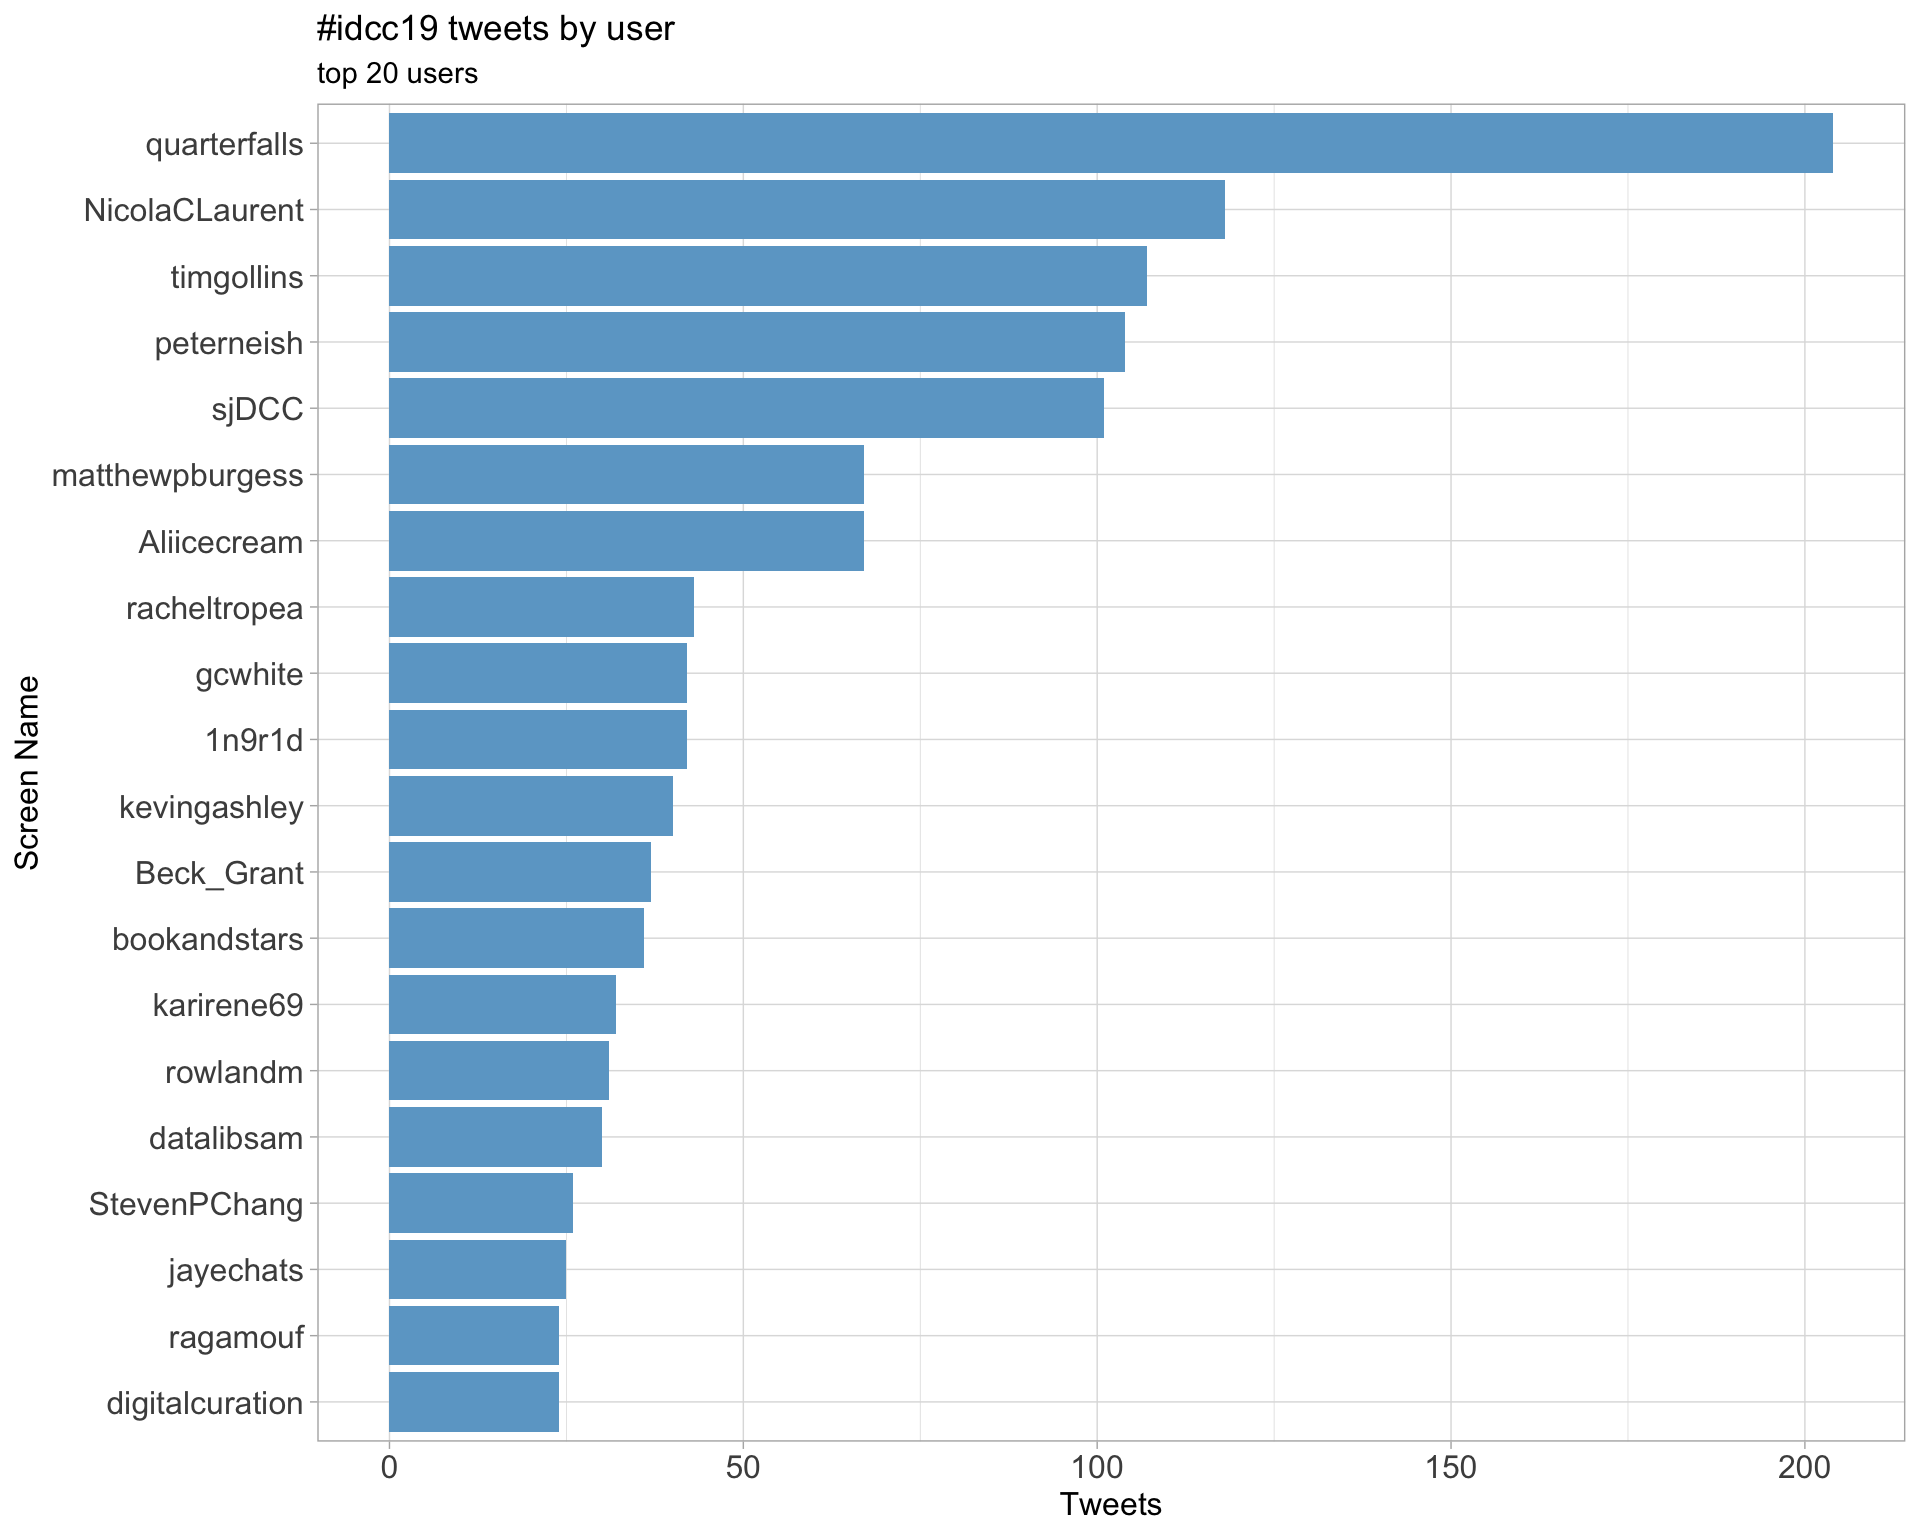 #idcc19 tweets by user
top 20 users
Screen Name
quarterfalls
NicolaCLaurent
timgollins
peterneish
sjDCC
matthewpburgess
Aliicecream
racheltropea
gcwhite
1n9r1d
kevingashley
Beck_Grant
bookandstars
karirene69
rowlandm
datalibsam
StevenPChang
jayechats
ragamouf
digitalcuration
0 50 100 150 200
Tweets